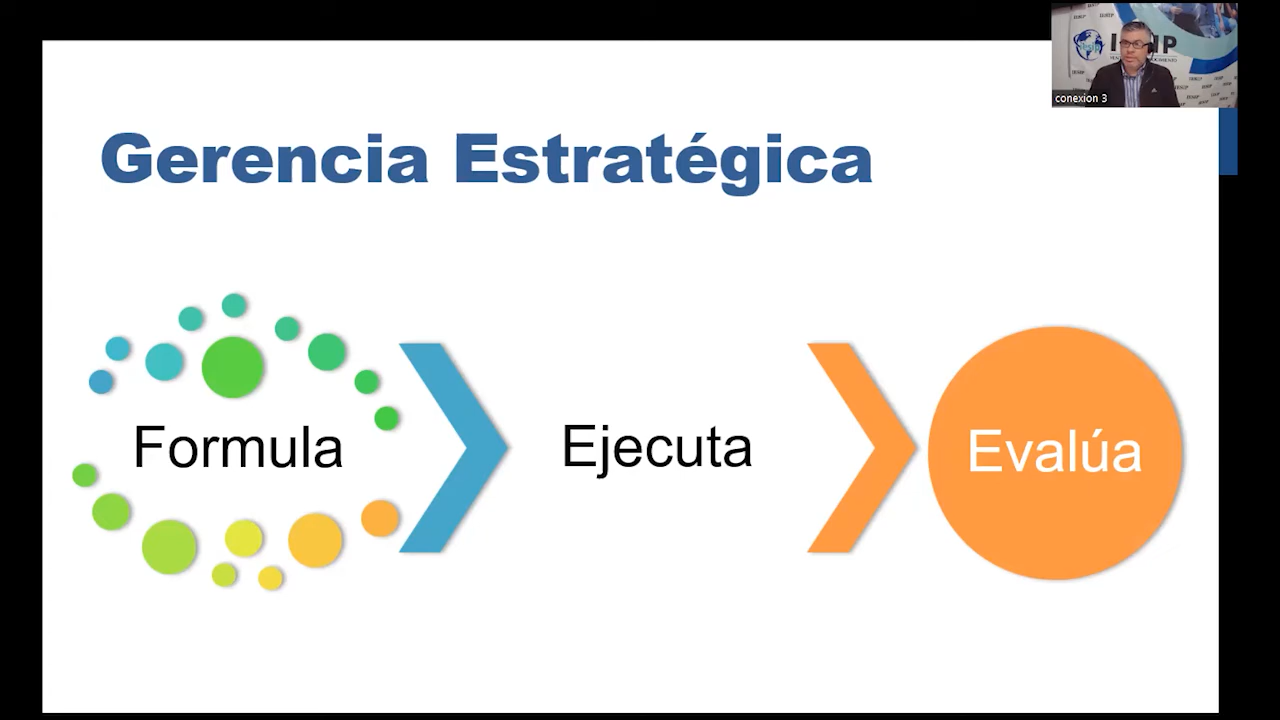 Gerencia Estratégica
Formula
Ejecuta
Evalúa
conexion 3